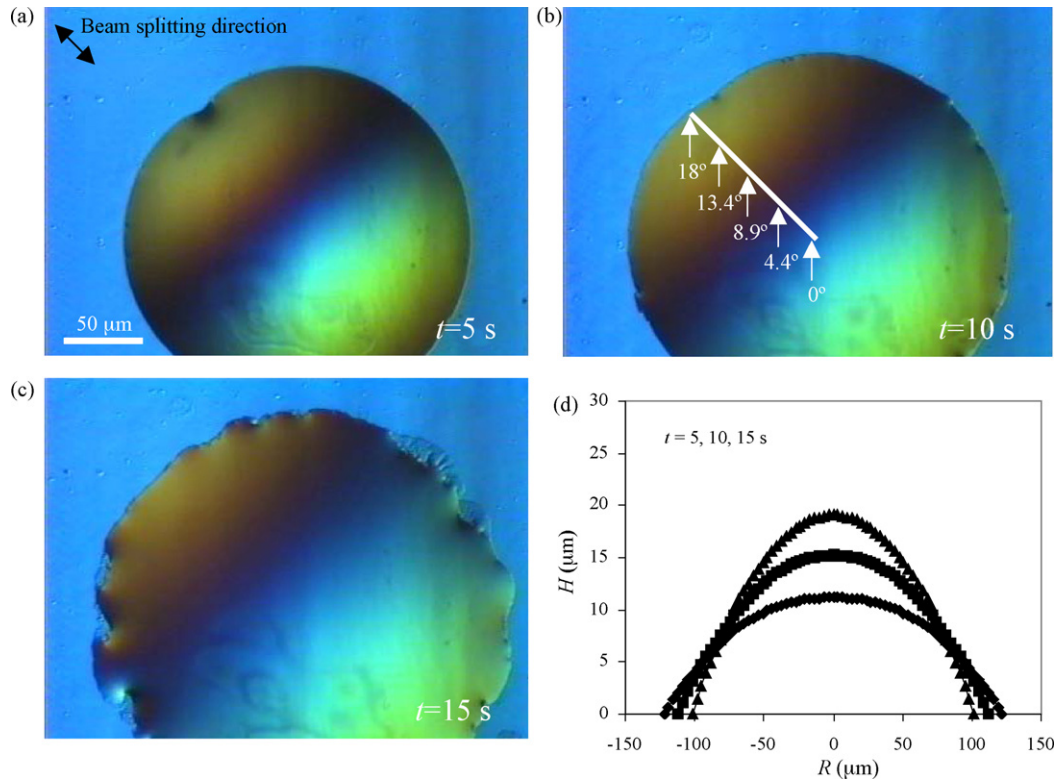 (a)
Beam splitting direction
50 μm
t=5 s
(b)
18°
13.4°
8.9°
4.4°
0°
t=10 s
(c)
t=15 s
(d)
t = 5, 10, 15 s
H (μm)
30
25
20
15
10
5
0
-150 -100 -50 0 50 100 150
R (μm)